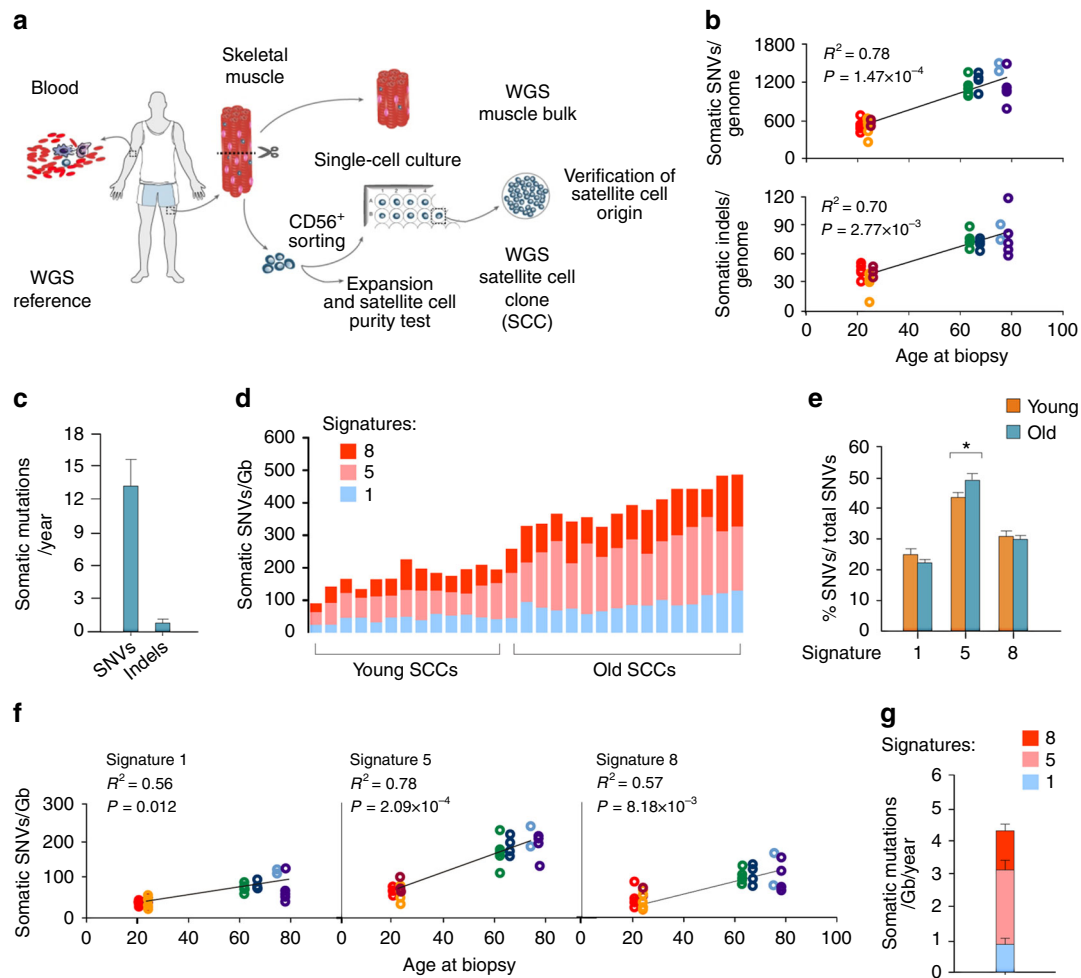 a
Blood
Skeletal
muscle
WGS
muscle bulk
Single-cell culture
CD56⁺
sorting
Verification of
satellite cell
origin
WGS
reference
Expansion
and satellite cell
purity test
WGS
satellite cell
clone
(SCC)
b
Somatic SNVs/
genome
1800
1200
600
0
R² = 0.78
P = 1.47×10⁻⁴
Somatic indels/
genome
120
90
60
30
0
R² = 0.70
P = 2.77×10⁻³
0 20 40 60 80 100
Age at biopsy
c
Somatic mutations
/year
18
15
12
9
6
3
0
SNVs
Indels
d
Signatures:
8
5
1
Somatic SNVs/Gb
600
500
400
300
200
100
0
Young SCCs
Old SCCs
e
Young
Old
% SNVs/ total SNVs
60
50
40
30
20
10
0
*
Signature 1 5 8
f
Somatic SNVs/Gb
300
200
100
0
Signature 1
R² = 0.56
P = 0.012
0 20 40 60 80
Signature 5
R² = 0.78
P = 2.09×10⁻⁴
0 20 40 60 80
Signature 8
R² = 0.57
P = 8.18×10⁻³
0 20 40 60 80 100
Age at biopsy
g
Signatures:
8
5
1
Somatic mutations
/Gb/year
6
5
4
3
2
1
0